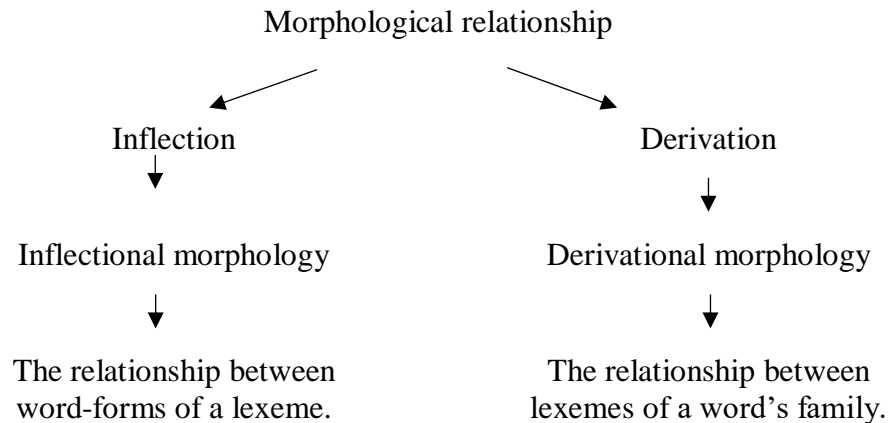 Morphological relationship
Inflection
Derivation
Inflectional morphology
Derivational morphology
The relationship between
word-forms of a lexeme.
The relationship between
lexemes of a word’s family.